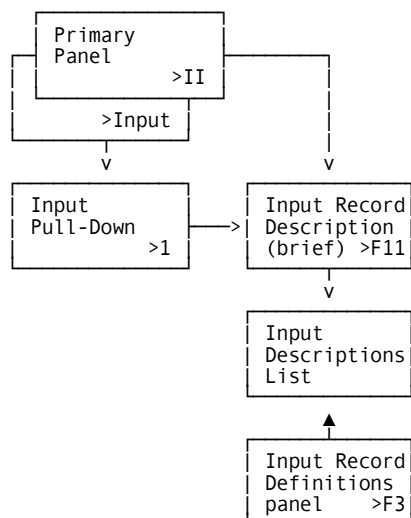 Primary
Panel
>II
>Input
Input
Pull-Down
>1
Input Record
Description
(brief) >F11
Input
Descriptions
List
Input Record
Definitions
panel >F3